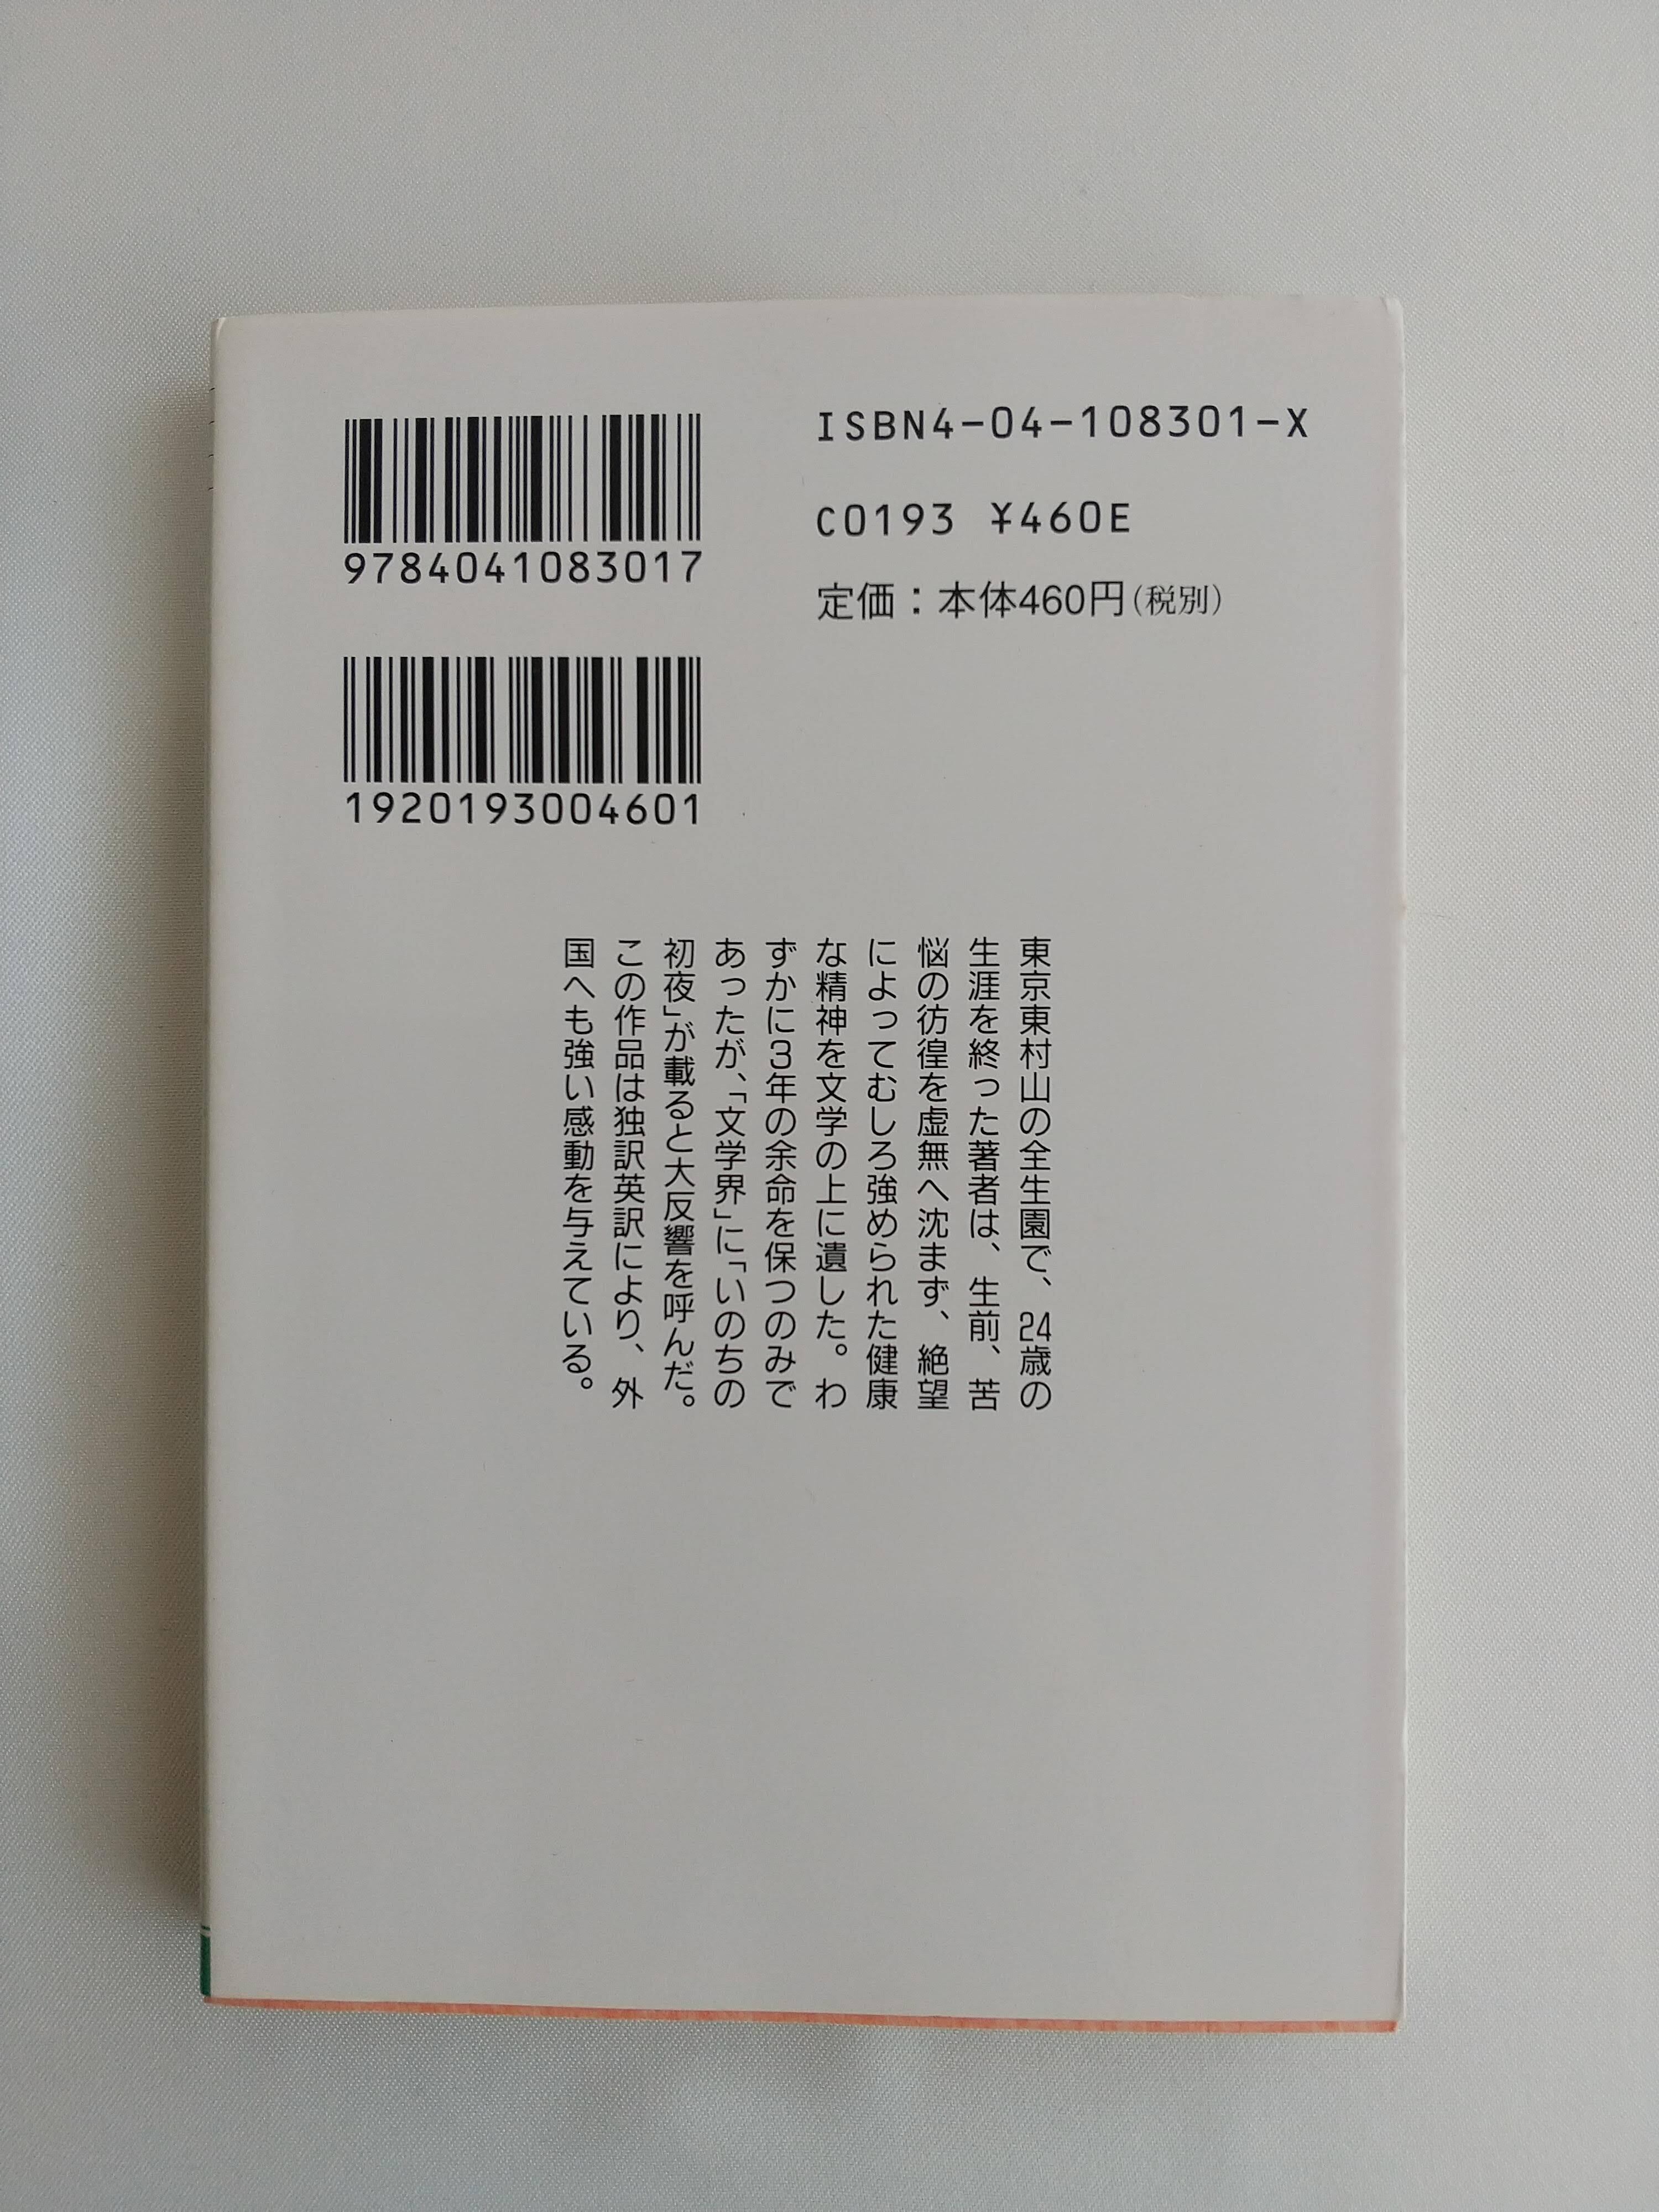 ISBN4-04-108301-X
C0193 ¥460E
定価：本体460円(税別)
9784041083017
1920193004601
東京東村山の全生園で、24歳の
生涯を終った著者は、生前、苦
悩の彷徨を虚無へ沈まず、絶望
によってむしろ強められた健康
な精神を文学の上に遺した。わ
ずかに3年の余命を保つのみで
あったが、「文学界」に「いのちの
初夜」が載ると大反響を呼んだ。
この作品は独訳英訳により、外
国へも強い感動を与えている。